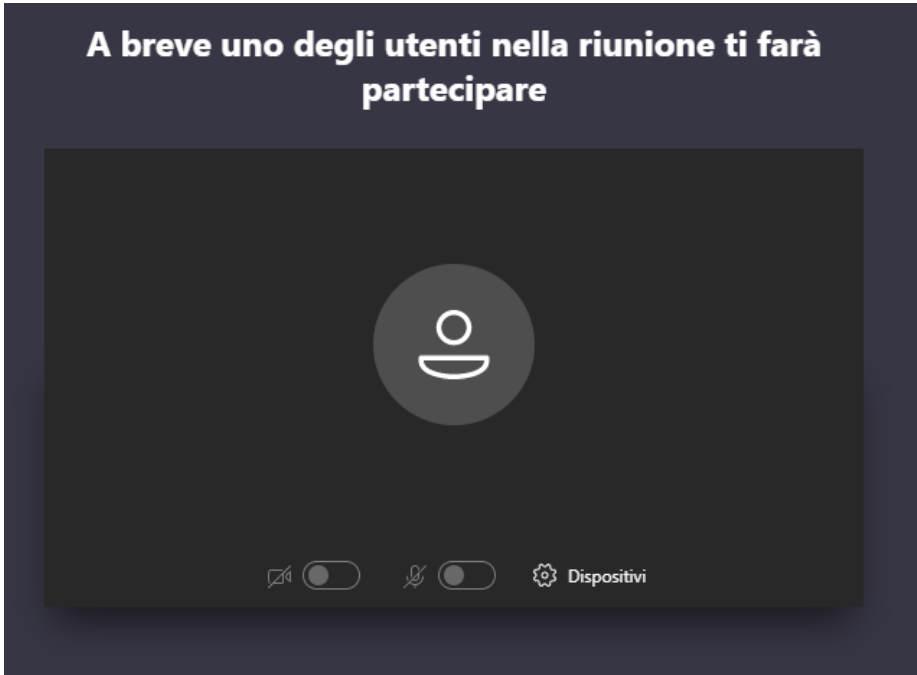 A breve uno degli utenti nella riunione ti farà
partecipare
Dispositivi